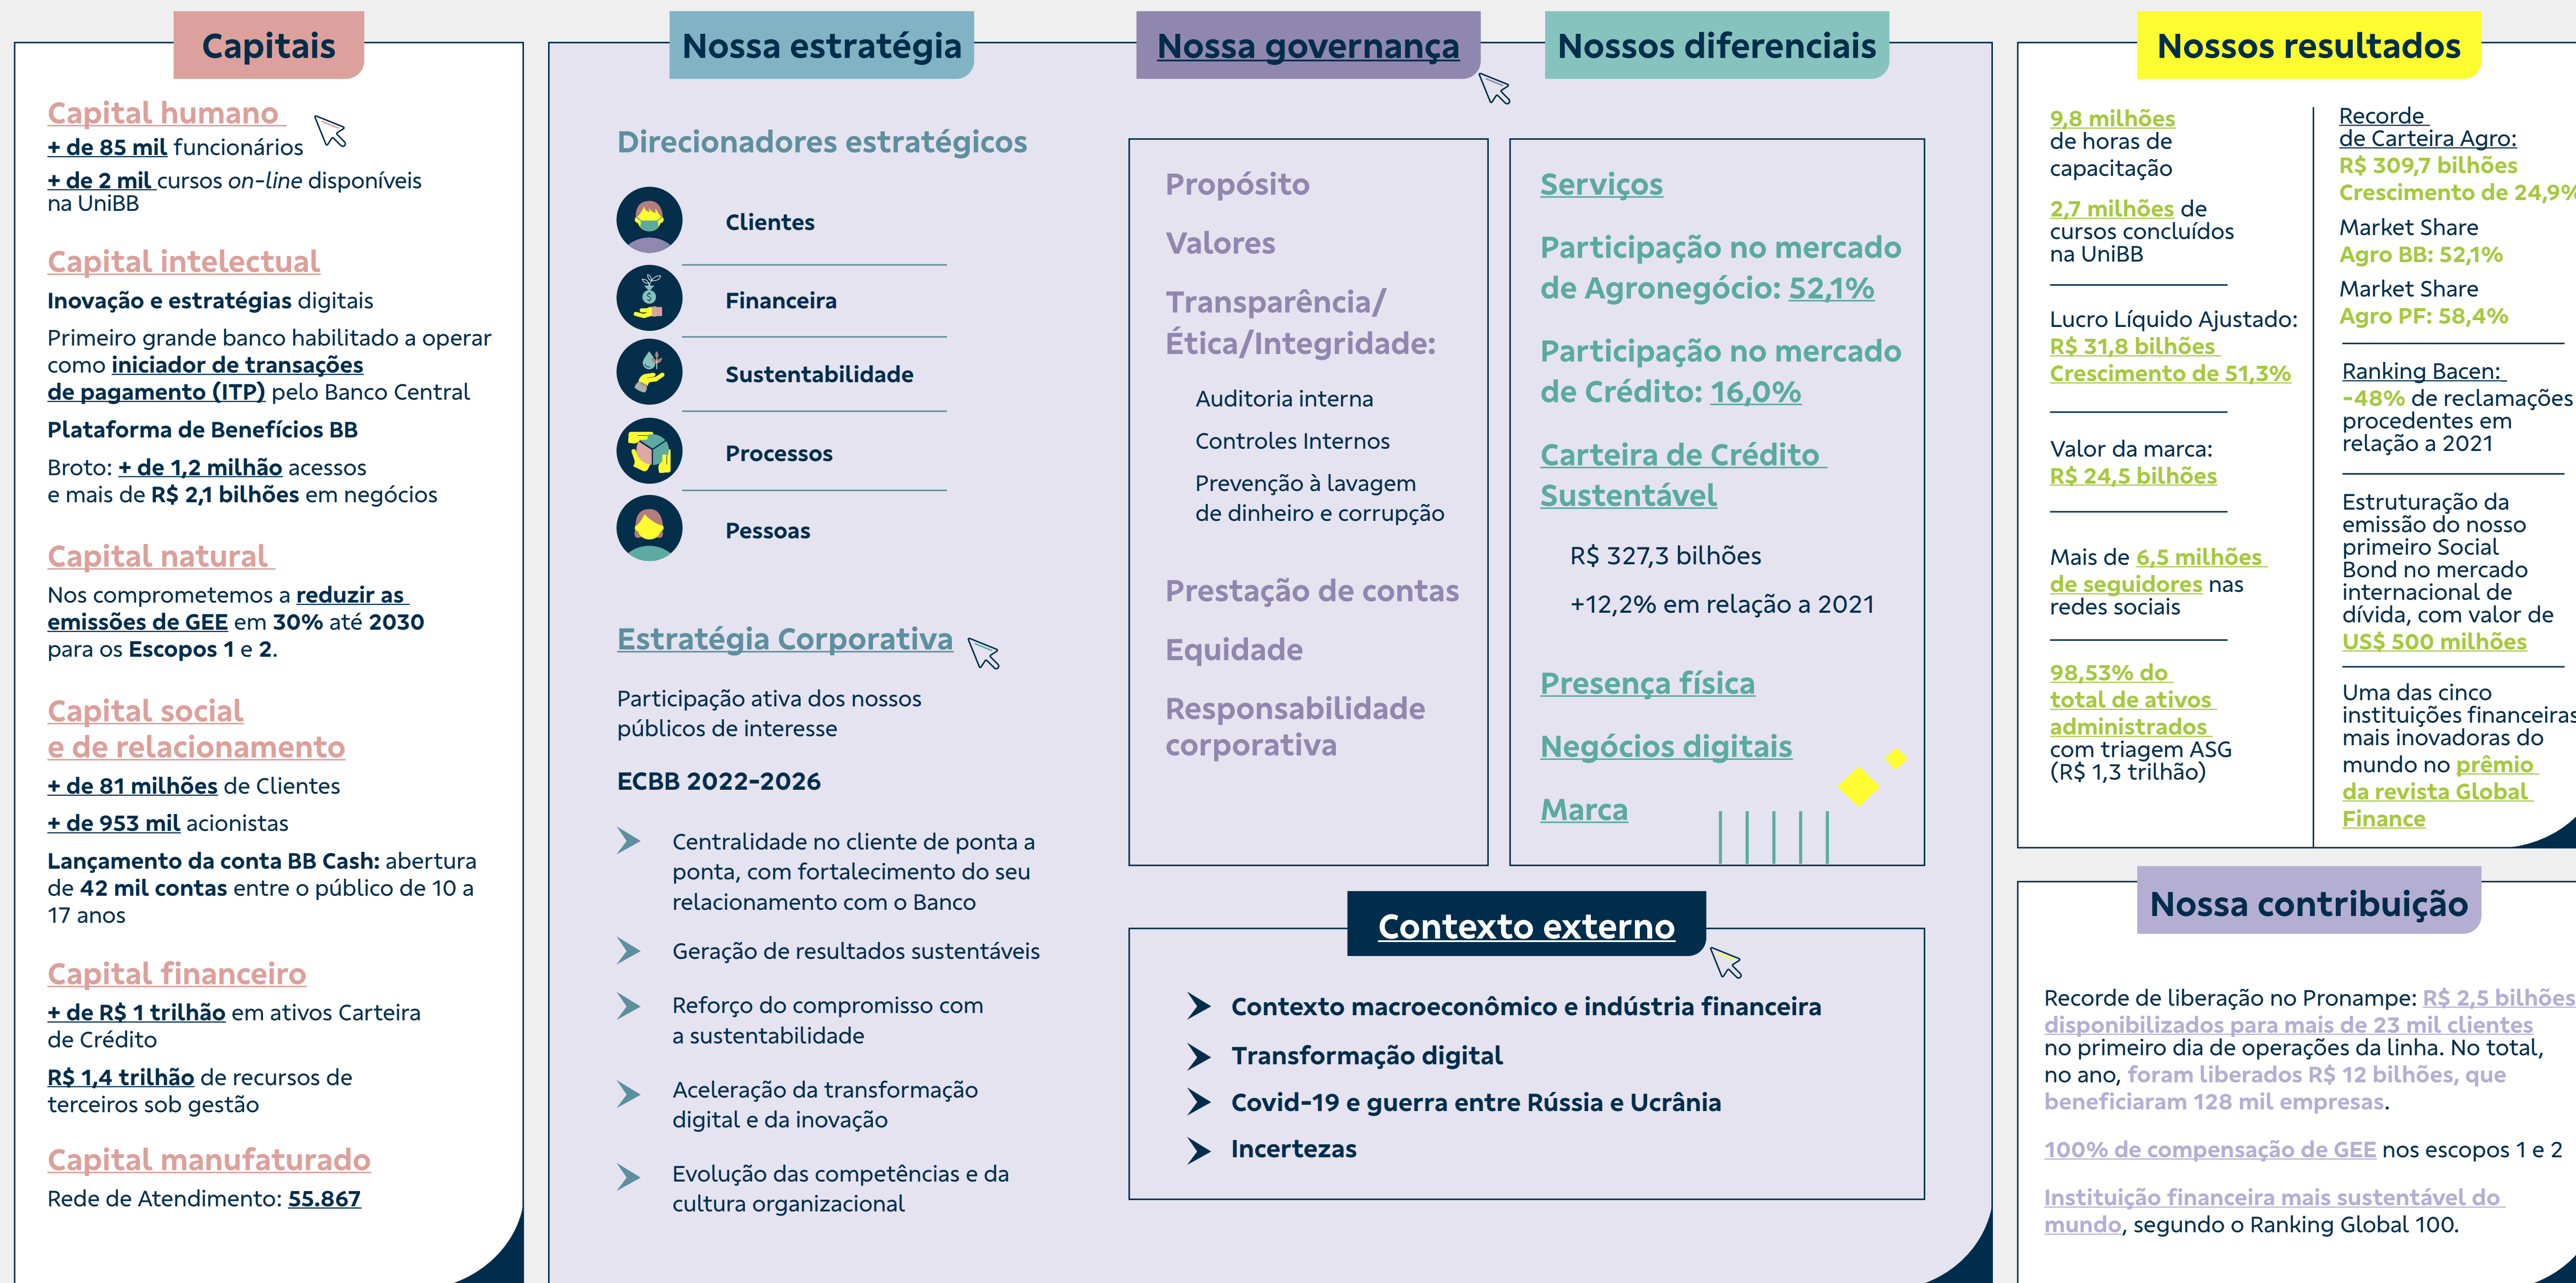 Capitais
Capital humano
+ de 85 mil funcionários
+ de 2 mil cursos on-line disponíveis
na UniBB
Capital intelectual
Inovação e estratégias digitais
Primeiro grande banco habilitado a operar
como iniciador de transações
de pagamento (ITP) pelo Banco Central
Plataforma de Benefícios BB
Broto: + de 1,2 milhão acessos
e mais de R$ 2,1 bilhões em negócios
Capital natural
Nos comprometemos a reduzir as
emissões de GEE em 30% até 2030
para os Escopos 1 e 2.
Capital social
e de relacionamento
+ de 81 milhões de Clientes
+ de 953 mil acionistas
Lançamento da conta BB Cash: abertura
de 42 mil contas entre o público de 10 a
17 anos
Capital financeiro
+ de R$ 1 trilhão em ativos Carteira
de Crédito
R$ 1,4 trilhão de recursos de
terceiros sob gestão
Capital manufaturado
Rede de Atendimento: 55.867
Nossa estratégia
Direcionadores estratégicos
Clientes
Financeira
Sustentabilidade
Processos
Pessoas
Estratégia Corporativa
Participação ativa dos nossos
públicos de interesse
ECBB 2022-2026
Centralidade no cliente de ponta a
ponta, com fortalecimento do seu
relacionamento com o Banco
Geração de resultados sustentáveis
Reforço do compromisso com
a sustentabilidade
Aceleração da transformação
digital e da inovação
Evolução das competências e da
cultura organizacional
Nossa governança
Propósito
Valores
Transparência/
Ética/Integridade:
Auditoria interna
Controles Internos
Prevenção à lavagem
de dinheiro e corrupção
Prestação de contas
Equidade
Responsabilidade
corporativa
Nossos diferenciais
Serviços
Participação no mercado
de Agronegócio: 52,1%
Participação no mercado
de Crédito: 16,0%
Carteira de Crédito
Sustentável
R$ 327,3 bilhões
+12,2% em relação a 2021
Presença física
Negócios digitais
Marca
Contexto externo
Contexto macroeconômico e indústria financeira
Transformação digital
Covid-19 e guerra entre Rússia e Ucrânia
Incertezas
Nossos resultados
9,8 milhões
de horas de
capacitação
2,7 milhões de
cursos concluídos
na UniBB
Lucro Líquido Ajustado:
R$ 31,8 bilhões
Crescimento de 51,3%
Valor da marca:
R$ 24,5 bilhões
Mais de 6,5 milhões
de seguidores nas
redes sociais
98,53% do
total de ativos
administrados
com triagem ASG
(R$ 1,3 trilhão)
Recorde
de Carteira Agro:
R$ 309,7 bilhões
Crescimento de 24,9%
Market Share
Agro BB: 52,1%
Market Share
Agro PF: 58,4%
Ranking Bacen:
-48% de reclamações
procedentes em
relação a 2021
Estruturação da
emissão do nosso
primeiro Social
Bond no mercado
internacional de
dívida, com valor de
US$ 500 milhões
Uma das cinco
instituições financeiras
mais inovadoras do
mundo no prêmio
da revista Global
Finance
Nossa contribuição
Recorde de liberação no Pronampe: R$ 2,5 bilhões
disponibilizados para mais de 23 mil clientes
no primeiro dia de operações da linha. No total,
no ano, foram liberados R$ 12 bilhões, que
beneficiaram 128 mil empresas.
100% de compensação de GEE nos escopos 1 e 2
Instituição financeira mais sustentável do
mundo, segundo o Ranking Global 100.